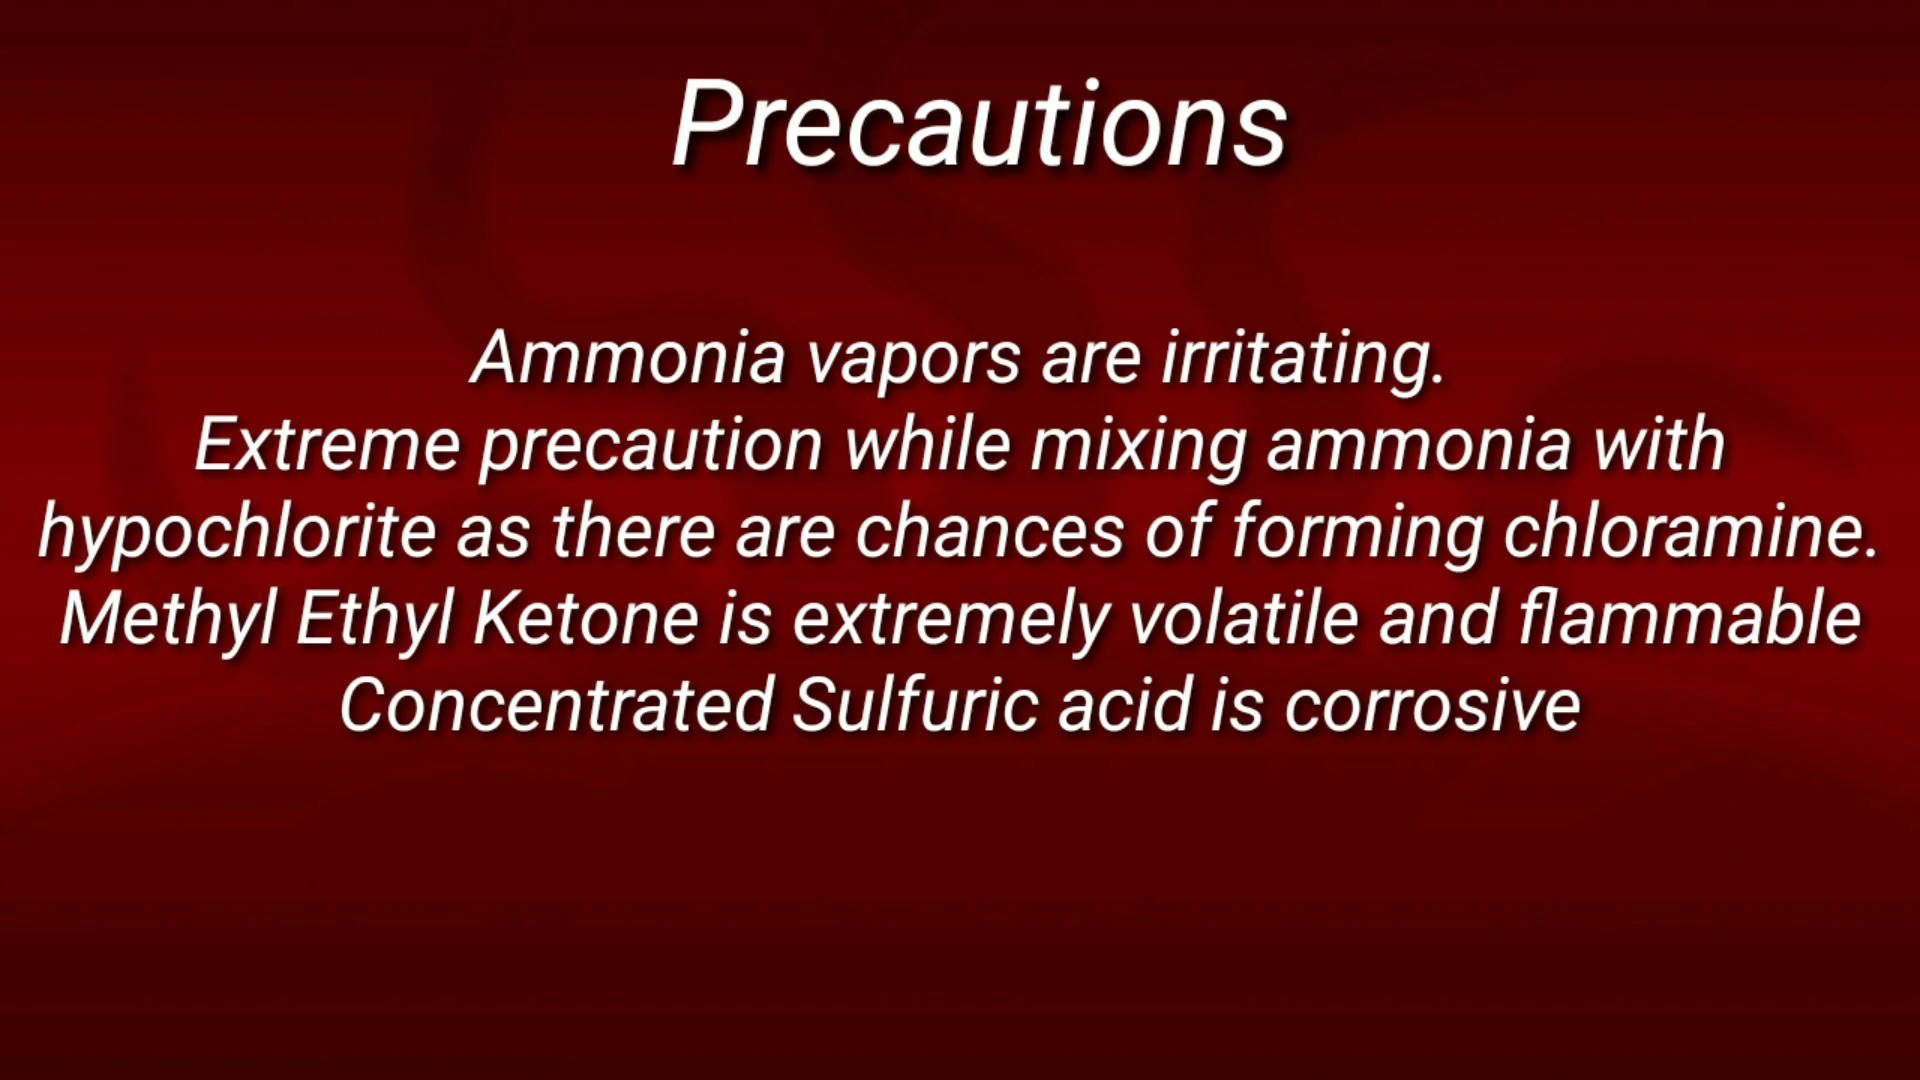 Precautions
Ammonia vapors are irritating.
Extreme precaution while mixing ammonia with
hypochlorite as there are chances of forming chloramine.
Methyl Ethyl Ketone is extremely volatile and flammable
Concentrated Sulfuric acid is corrosive